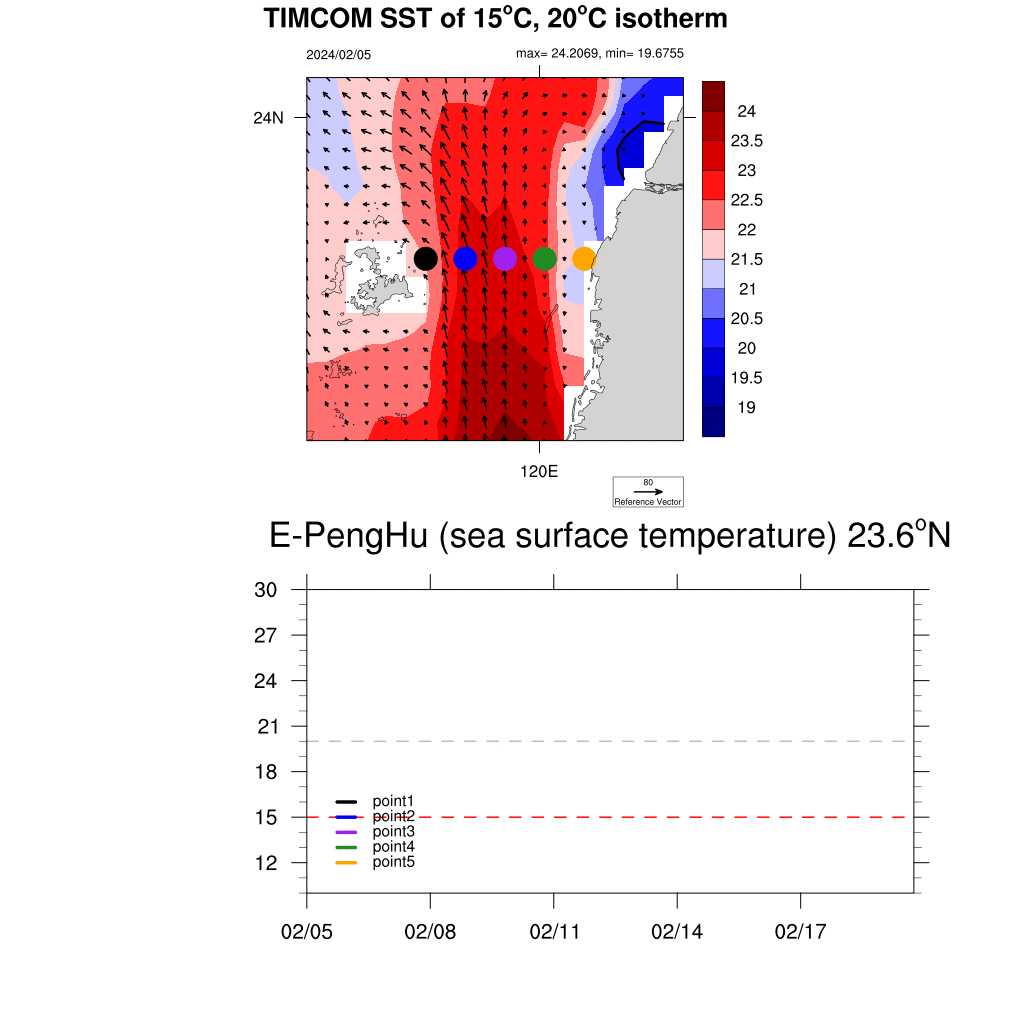 TIMCOM SST of 15°C, 20°C isotherm
2024/02/05 max= 24.2069, min= 19.6755
24N
24
23.5
23
22.5
22
21.5
21
20.5
20
19.5
19
120E
80
Reference Vector
E-PengHu (sea surface temperature) 23.6°N
30
27
24
21
18
15
12
point1
point2
point3
point4
point5
02/05 02/08 02/11 02/14 02/17